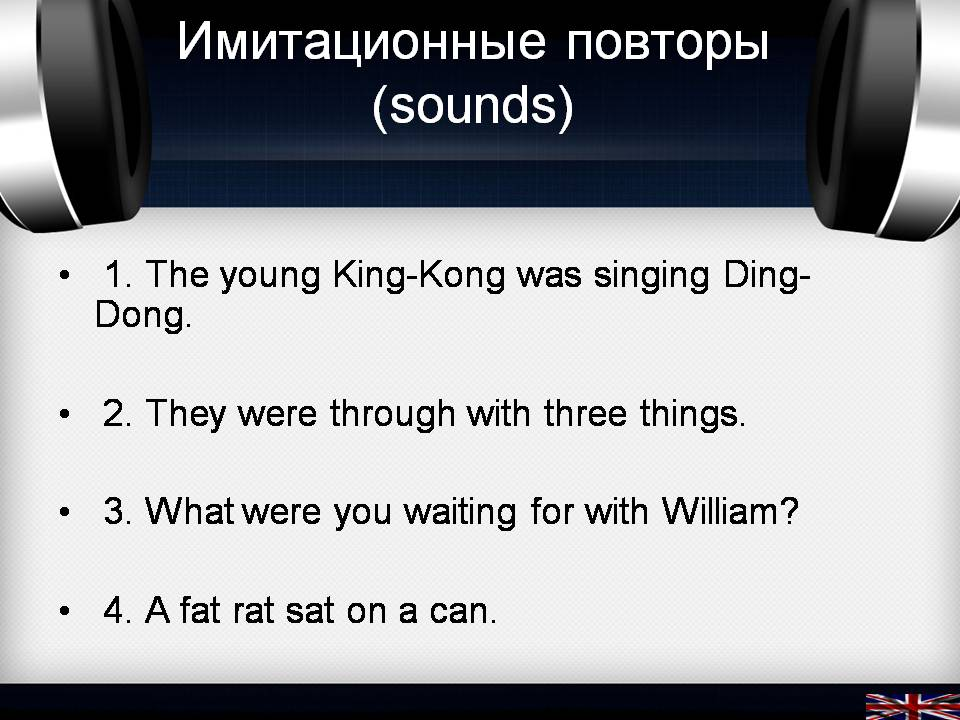 Имитационные повторы
(sounds)
• 1. The young King-Kong was singing Ding-
Dong.
• 2. They were through with three things.
• 3. What were you waiting for with William?
• 4. A fat rat sat on a can.